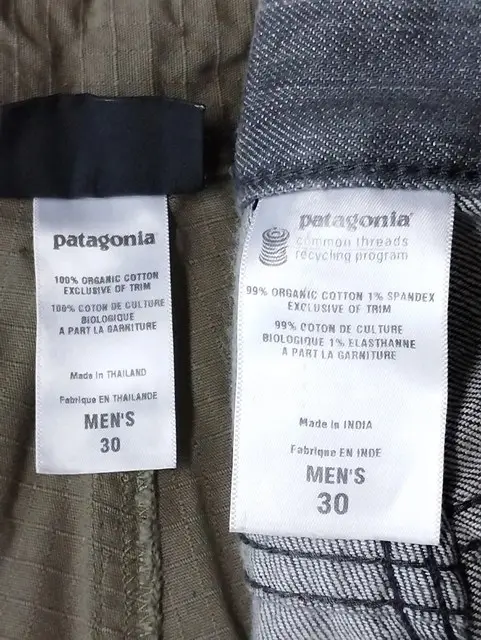 patagonia
100% ORGANIC COTTON
EXCLUSIVE OF TRIM
100% COTON DE CULTURE
BIOLOGIQUE
A PART LA GARNITURE
Made in THAILAND
Fabrique EN THAILANDE
MEN'S
30
patagonia
common threads
recycling program
99% ORGANIC COTTON 1% SPANDEX
EXCLUSIVE OF TRIM
99% COTON DE CULTURE
BIOLOGIQUE 1% ELASTHANNE
A PART LA GARNITURE
Made in INDIA
Fabrique EN INDE
MEN'S
30